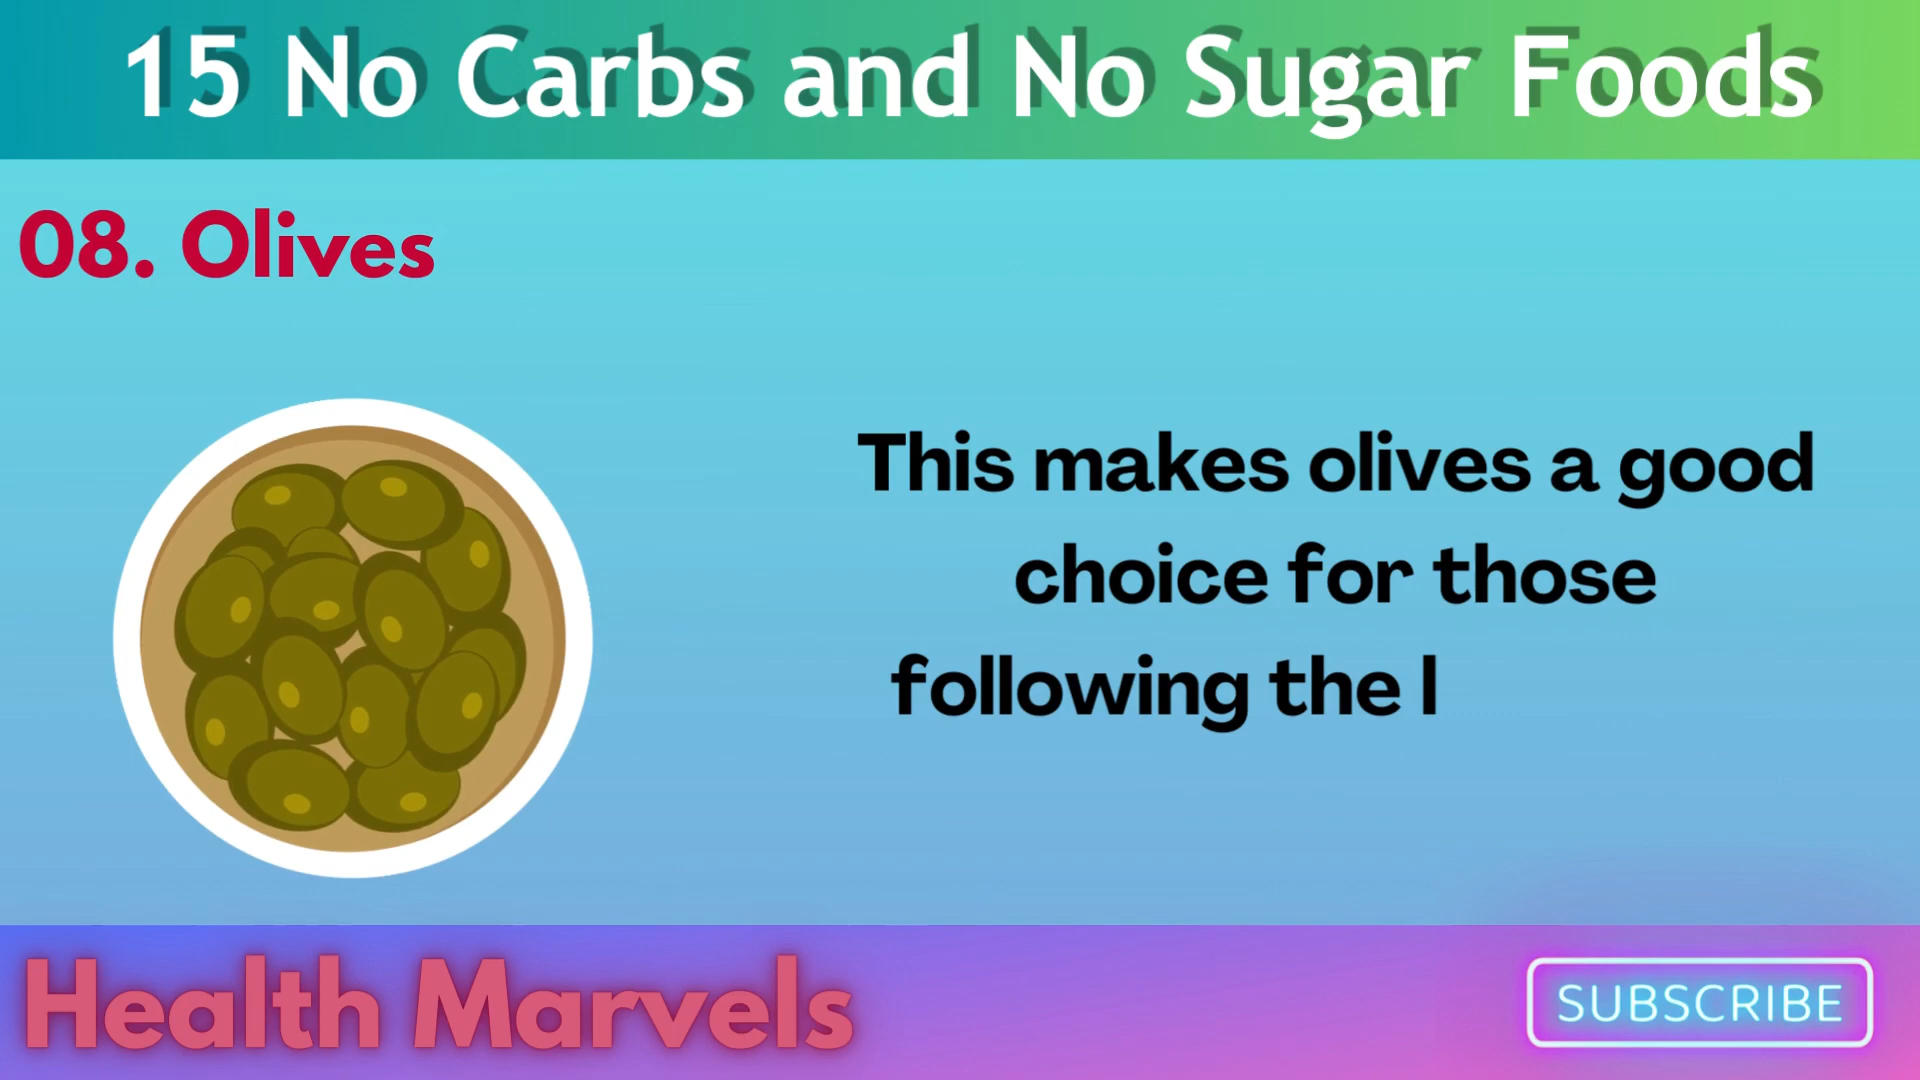 15 No Carbs and No Sugar Foods
08. Olives
This makes olives a good
choice for those
following the l
Health Marvels
SUBSCRIBE